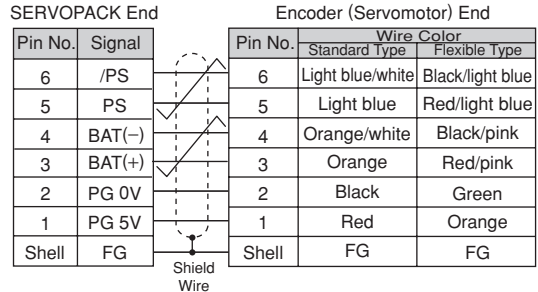 SERVOPACK End Encoder (Servomotor) End
Pin No. Signal Pin No. Wire Color
Standard Type Flexible Type
6 /PS 6 Light blue/white Black/light blue
5 PS 5 Light blue Red/light blue
4 BAT(−) 4 Orange/white Black/pink
3 BAT(+) 3 Orange Red/pink
2 PG 0V 2 Black Green
1 PG 5V 1 Red Orange
Shell FG Shell FG FG
Shield
Wire